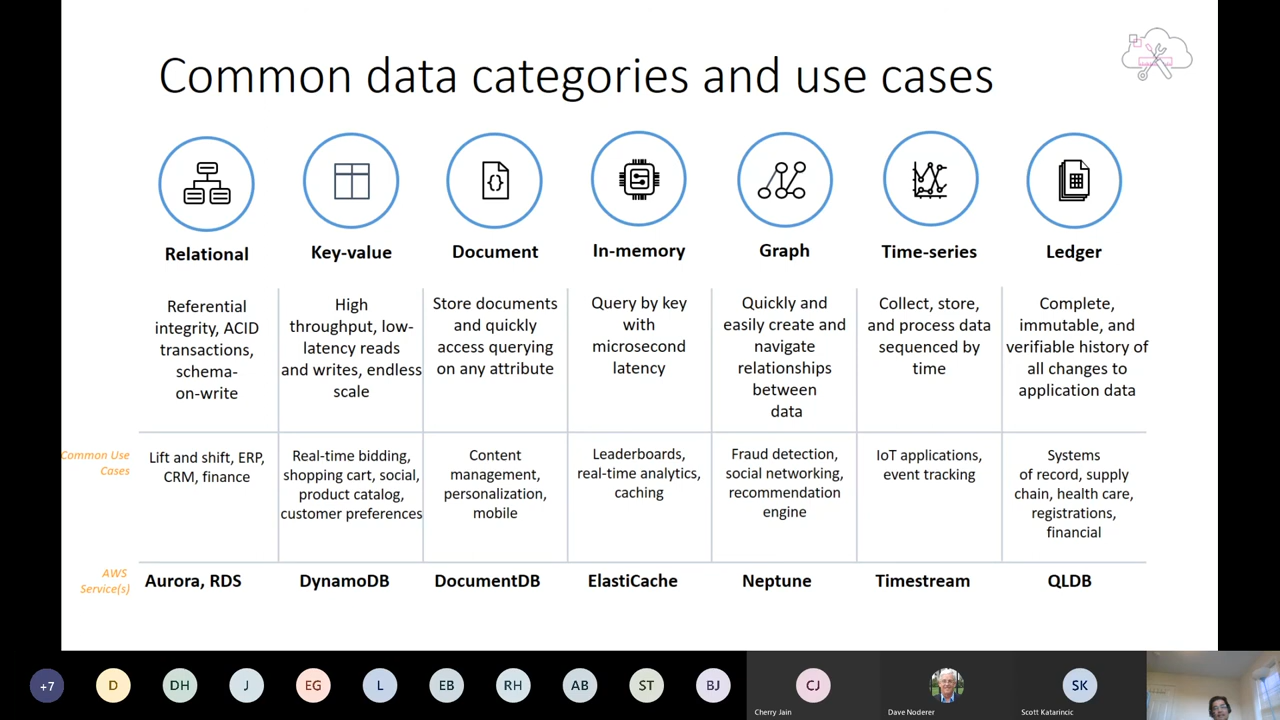 Common data categories and use cases
Relational
Key-value
Document
In-memory
Graph
Time-series
Ledger
Referential
integrity, ACID
transactions,
schema-
on-write
High
throughput, low-
latency reads
and writes, endless
scale
Store documents
and quickly
access querying
on any attribute
Query by key
with
microsecond
latency
Quickly and
easily create and
navigate
relationships
between
data
Collect, store,
and process data
sequenced by
time
Complete,
immutable, and
verifiable history of
all changes to
application data
Common Use
Cases
Lift and shift, ERP,
CRM, finance
Real-time bidding,
shopping cart, social,
product catalog,
customer preferences
Content
management,
personalization,
mobile
Leaderboards,
real-time analytics,
caching
Fraud detection,
social networking,
recommendation
engine
IoT applications,
event tracking
Systems
of record, supply
chain, health care,
registrations,
financial
AWS
Service(s)
Aurora, RDS
DynamoDB
DocumentDB
ElastiCache
Neptune
Timestream
QLDB
+7
D
DH
J
EG
L
EB
RH
AB
ST
BJ
CJ
Cherry Jain
Dave Noderer
SK
Scott Katarincic